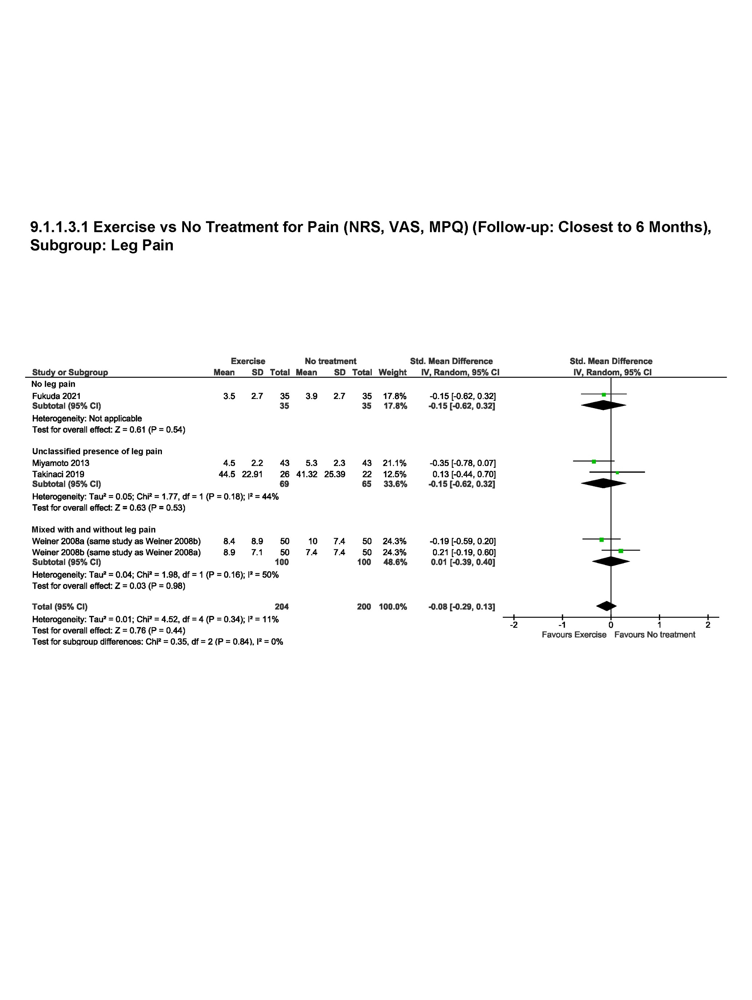 9.1.1.3.1 Exercise vs No Treatment for Pain (NRS, VAS, MPQ) (Follow-up: Closest to 6 Months),
Subgroup: Leg Pain
Exercise No treatment Std. Mean Difference Std. Mean Difference
Study or Subgroup Mean SD Total Mean SD Total Weight IV, Random, 95% CI IV, Random, 95% CI
No leg pain
Fukuda 2021 3.5 2.7 35 3.9 2.7 35 17.8% -0.15 [-0.62, 0.32]
Subtotal (95% CI) 35 35 17.8% -0.15 [-0.62, 0.32]
Heterogeneity: Not applicable
Test for overall effect: Z = 0.61 (P = 0.54)
Unclassified presence of leg pain
Miyamoto 2013 4.5 2.2 43 5.3 2.3 43 21.1% -0.35 [-0.78, 0.07]
Takinaci 2019 44.5 22.91 26 41.32 25.39 22 12.5% 0.13 [-0.44, 0.70]
Subtotal (95% CI) 69 65 33.6% -0.15 [-0.62, 0.32]
Heterogeneity: Tau² = 0.05; Chi² = 1.77, df = 1 (P = 0.18); I² = 44%
Test for overall effect: Z = 0.63 (P = 0.53)
Mixed with and without leg pain
Weiner 2008a (same study as Weiner 2008b) 8.4 8.9 50 10 7.4 50 24.3% -0.19 [-0.59, 0.20]
Weiner 2008b (same study as Weiner 2008a) 8.9 7.1 50 7.4 7.4 50 24.3% 0.21 [-0.19, 0.60]
Subtotal (95% CI) 100 100 48.6% 0.01 [-0.39, 0.40]
Heterogeneity: Tau² = 0.04; Chi² = 1.98, df = 1 (P = 0.16); I² = 50%
Test for overall effect: Z = 0.03 (P = 0.98)
Total (95% CI) 204 200 100.0% -0.08 [-0.29, 0.13]
Heterogeneity: Tau² = 0.01; Chi² = 4.52, df = 4 (P = 0.34); I² = 11%
Test for overall effect: Z = 0.76 (P = 0.44)
Test for subgroup differences: Chi² = 0.35, df = 2 (P = 0.84), I² = 0%
-2 -1 0 1 2
Favours Exercise Favours No treatment